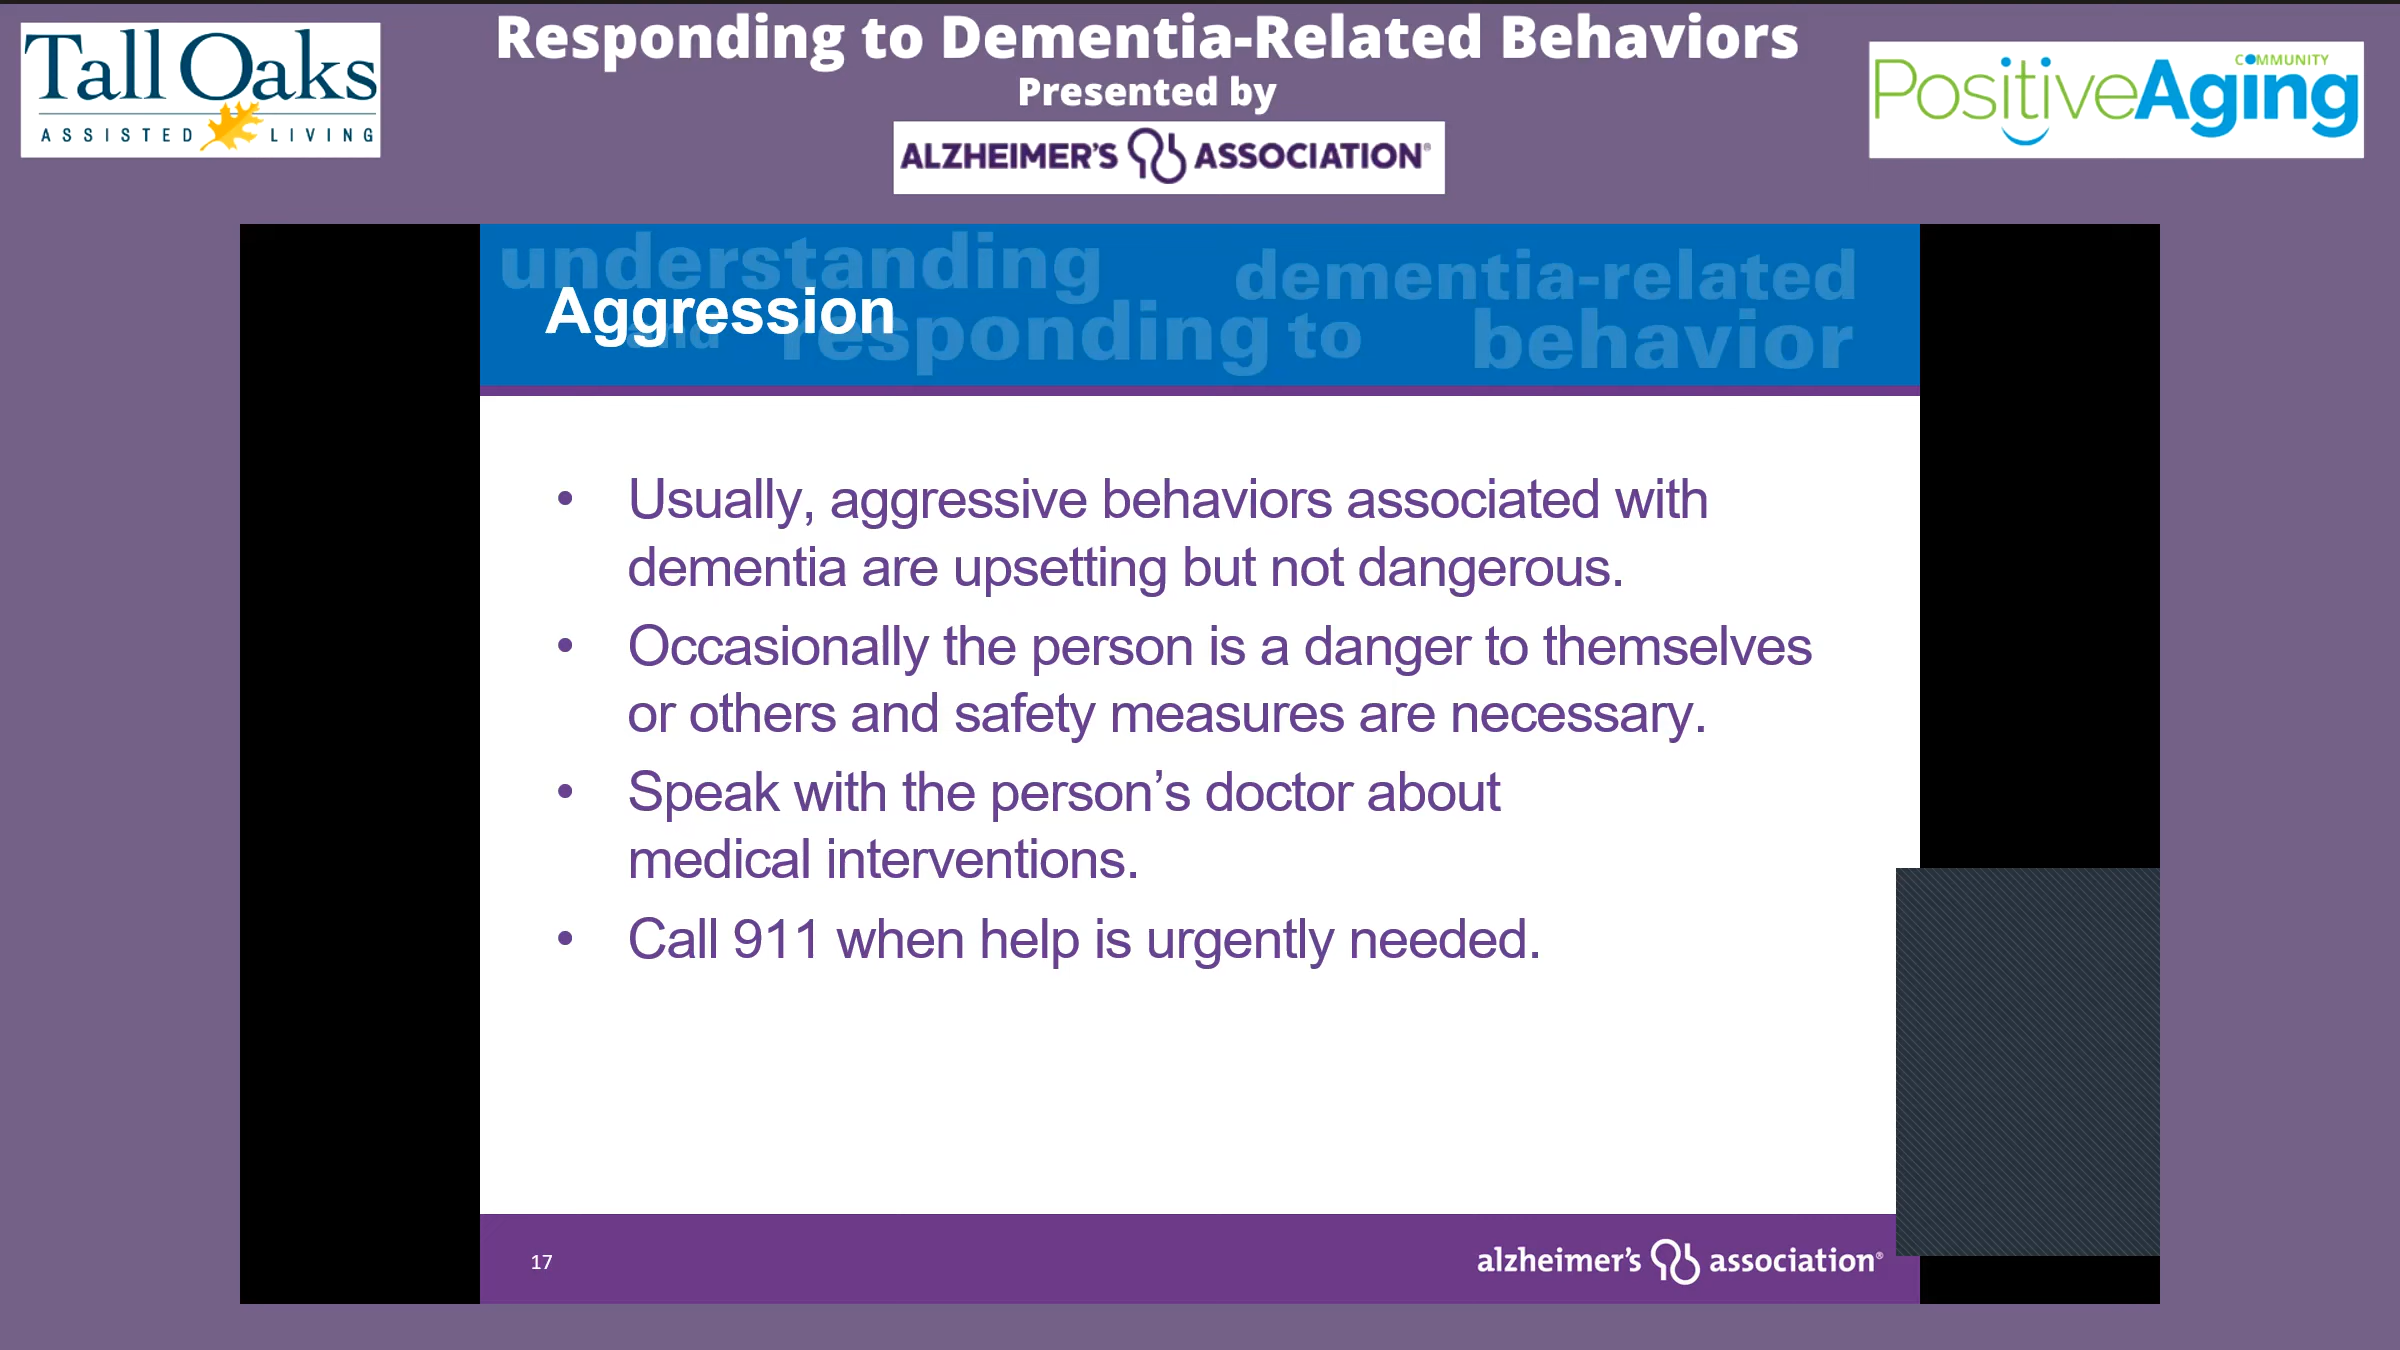 Tall Oaks
ASSISTED LIVING
Responding to Dementia-Related Behaviors
Presented by
ALZHEIMER'S ASSOCIATION®
COMMUNITY
PositiveAging
understanding dementia-related
and responding to behavior
Aggression
• Usually, aggressive behaviors associated with
dementia are upsetting but not dangerous.
• Occasionally the person is a danger to themselves
or others and safety measures are necessary.
• Speak with the person’s doctor about
medical interventions.
• Call 911 when help is urgently needed.
17
alzheimer's association®